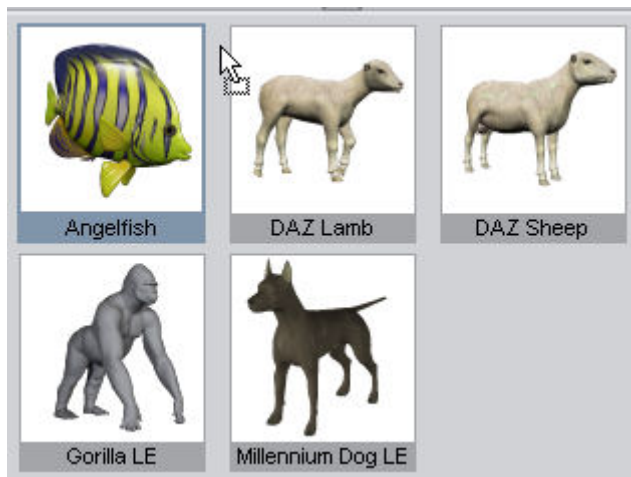 Angelfish
DAZ Lamb
DAZ Sheep
Gorilla LE
Millennium Dog LE